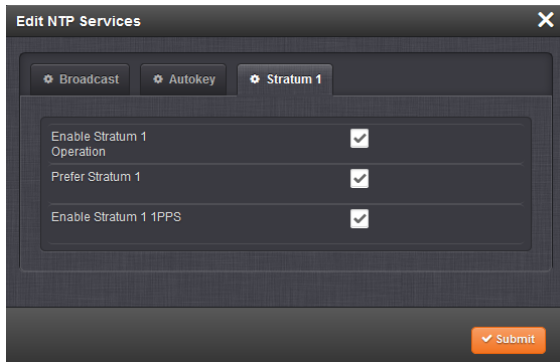 Edit NTP Services
Broadcast
Autokey
Stratum 1
Enable Stratum 1
Operation
Prefer Stratum 1
Enable Stratum 1 1PPS
Submit